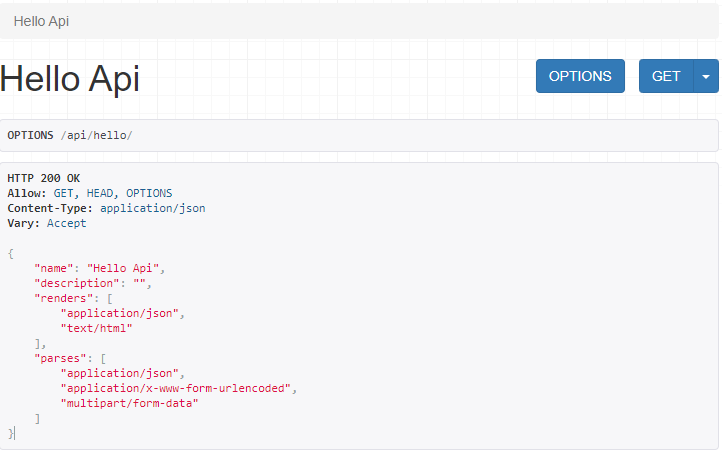 Hello Api
Hello Api
OPTIONS GET
OPTIONS /api/hello/
HTTP 200 OK
Allow: GET, HEAD, OPTIONS
Content-Type: application/json
Vary: Accept
{
    "name": "Hello Api",
    "description": "",
    "renders": [
        "application/json",
        "text/html"
    ],
    "parses": [
        "application/json",
        "application/x-www-form-urlencoded",
        "multipart/form-data"
    ]
}